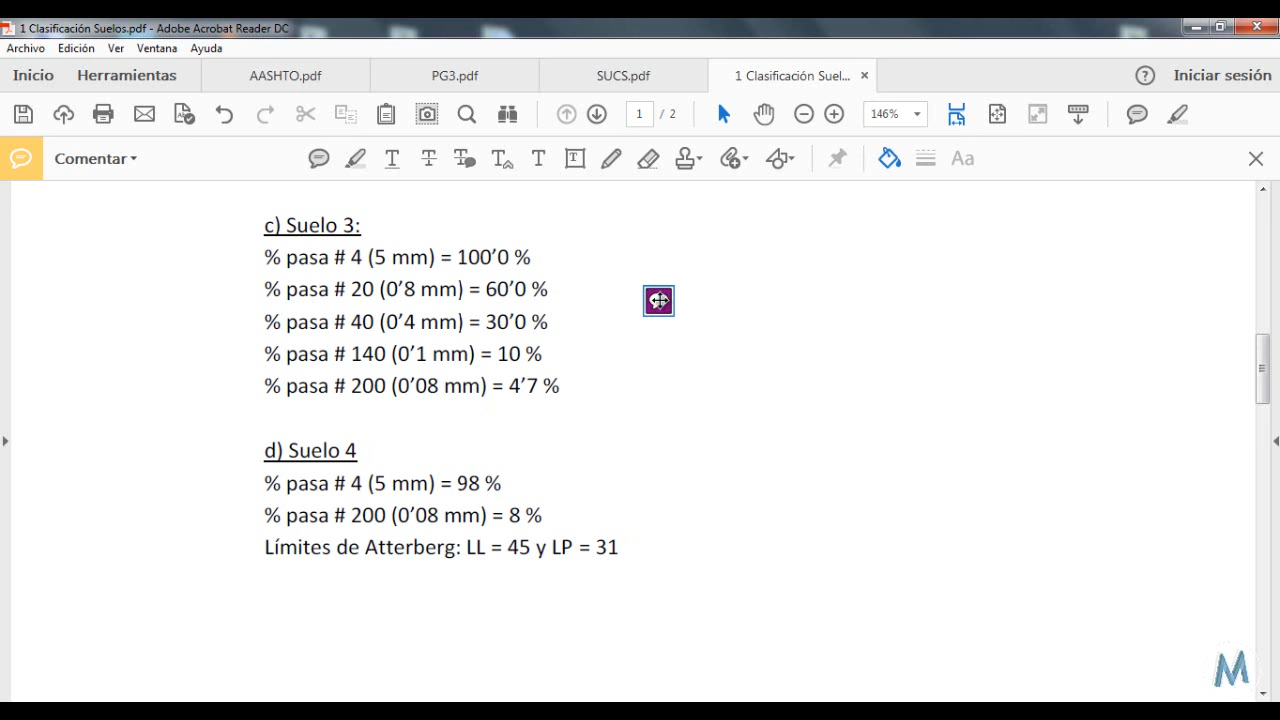 1 Clasificación Suelos.pdf - Adobe Acrobat Reader DC
Archivo Edición Ver Ventana Ayuda
Inicio Herramientas AASHTO.pdf PG3.pdf SUCS.pdf 1 Clasificación Suel... × ? Iniciar sesión
1 / 2 146%
Comentar T T T T T T Aa
c) Suelo 3:
% pasa # 4 (5 mm) = 100’0 %
% pasa # 20 (0’8 mm) = 60’0 %
% pasa # 40 (0’4 mm) = 30’0 %
% pasa # 140 (0’1 mm) = 10 %
% pasa # 200 (0’08 mm) = 4’7 %
d) Suelo 4
% pasa # 4 (5 mm) = 98 %
% pasa # 200 (0’08 mm) = 8 %
Límites de Atterberg: LL = 45 y LP = 31
M